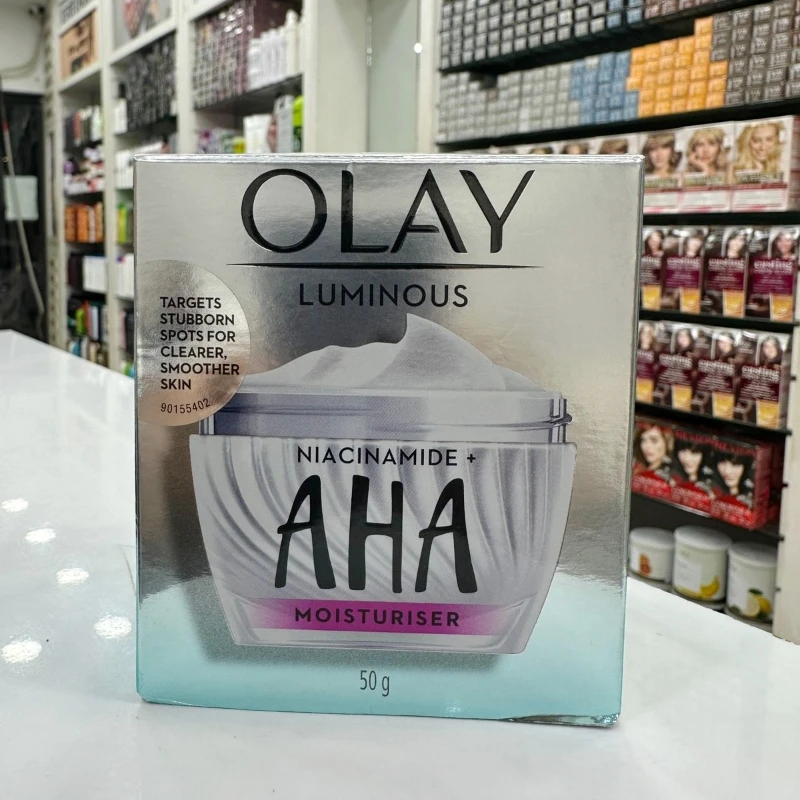 OLAY
LUMINOUS
TARGETS
STUBBORN
SPOTS FOR
CLEARER,
SMOOTHER
SKIN
90155402
NIACINAMIDE +
AHA
MOISTURISER
50 g